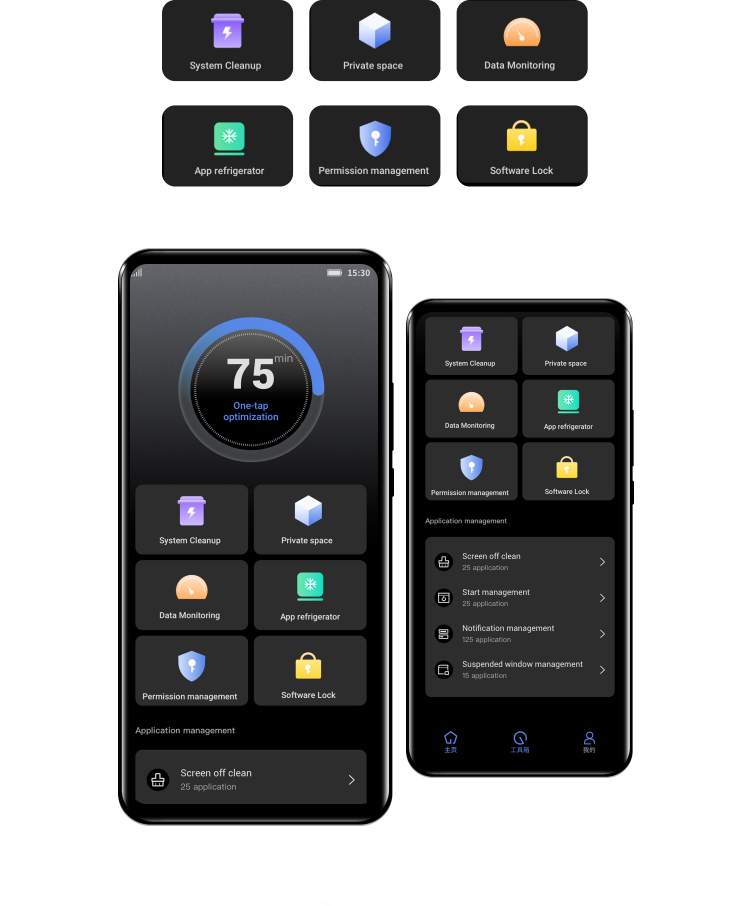 System Cleanup
Private space
Data Monitoring
App refrigerator
Permission management
Software Lock
15:30
75min
One-tap
optimization
System Cleanup
Private space
Data Monitoring
App refrigerator
Permission management
Software Lock
Application management
Screen off clean
25 application
System Cleanup
Private space
Data Monitoring
App refrigerator
Permission management
Software Lock
Application management
Screen off clean
25 application
Start management
25 application
Notification management
125 application
Suspended window management
15 application
主页
工具箱
我的